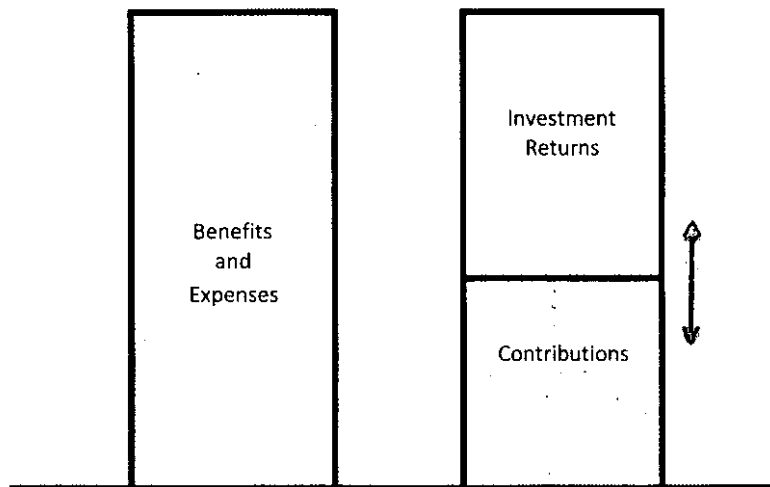 Benefits
and
Expenses
Investment
Returns
Contributions